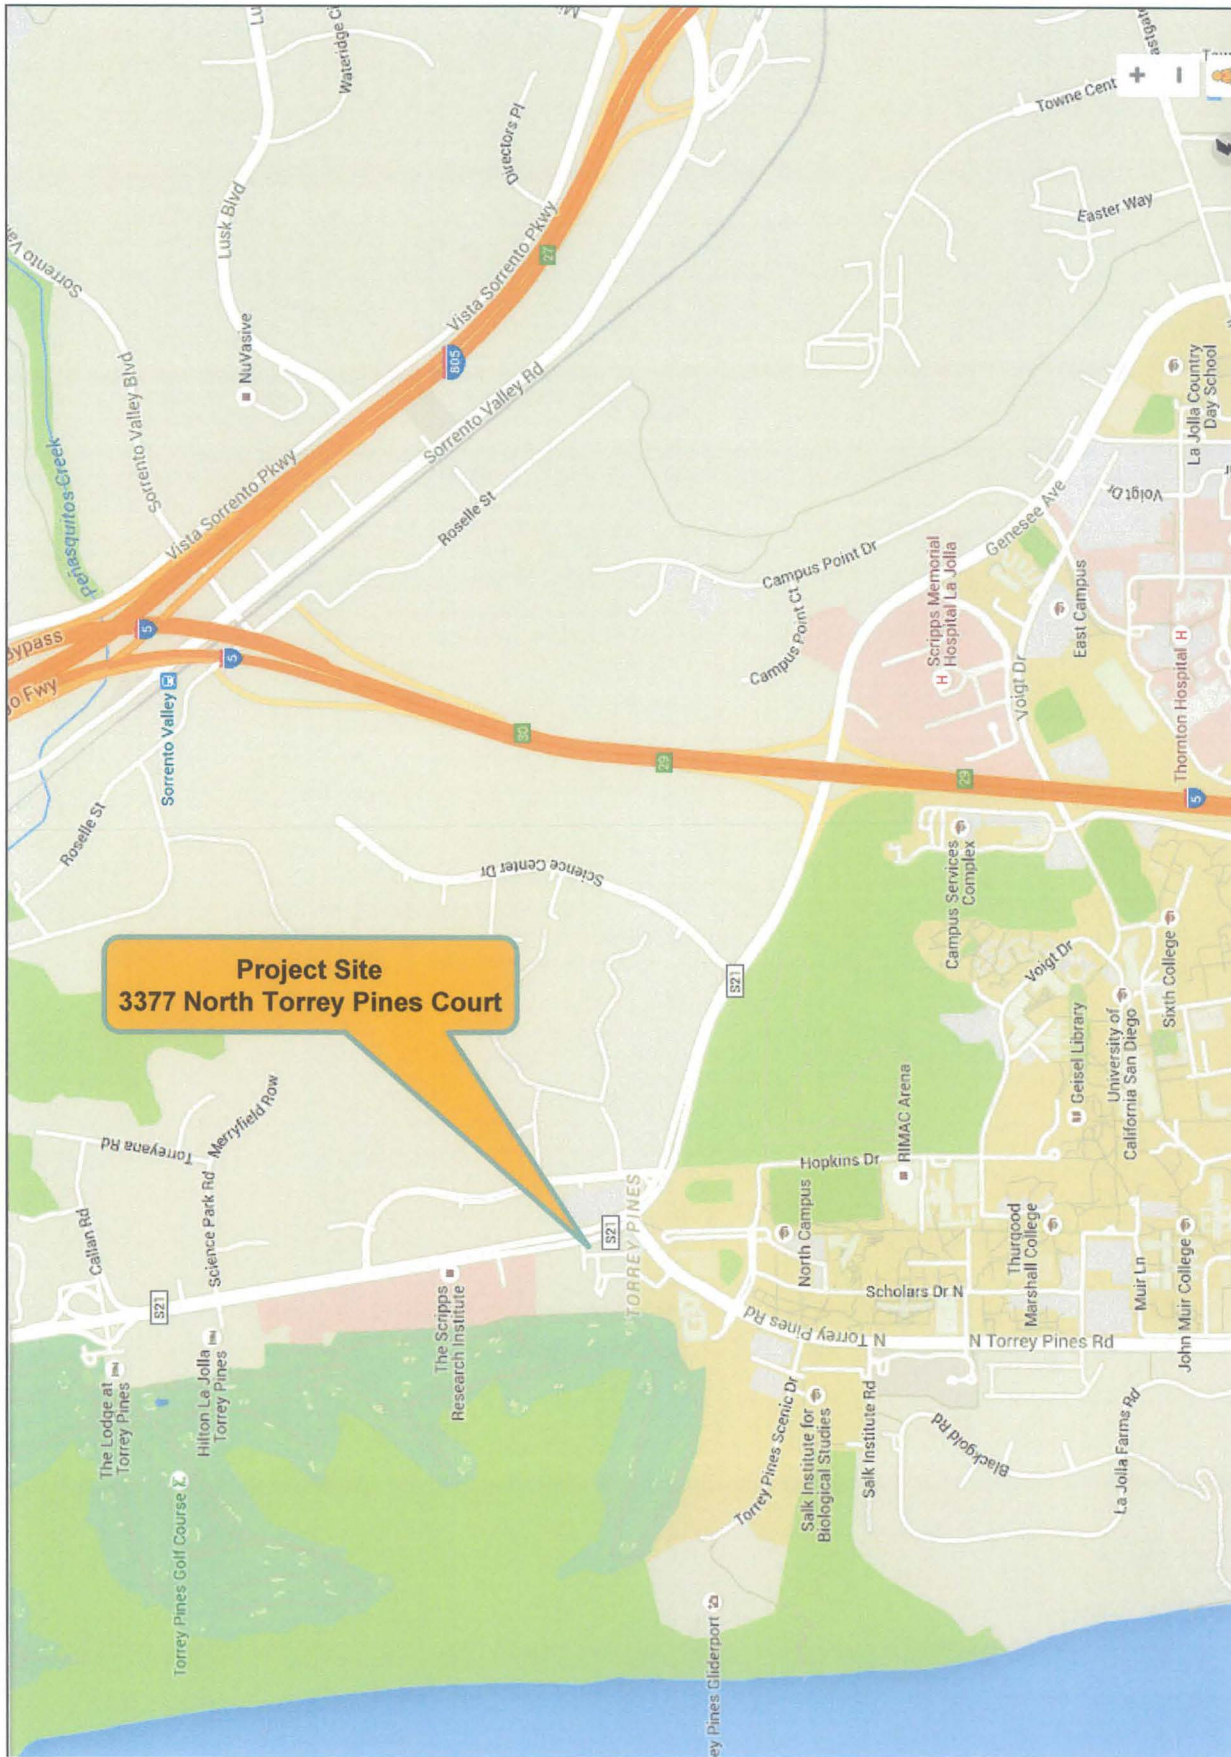 Project Site
3377 North Torrey Pines Court
Lusk Blvd
Wateridge
Directors Pl
Vista Sorrento Pkwy
27
805
NuVasive
Sorrento Valley Blvd
Sorrento
Peñasquitos Creek
Vista Sorrento Pkwy
Sorrento Valley Rd
Roselle St
Bypass
Fwy
5
5
Sorrento Valley
Roselle St
30
29
29
5
Towne
+
−
Easter Way
La Jolla Country
Day School
Voigt Dr
Genesee Ave
Campus Point Dr
Campus Point Ct
H
Scripps Memorial
Hospital La Jolla
East Campus
Voigt Dr
Thornton Hospital
H
Science Center Dr
S21
Campus Services
Complex
Voigt Dr
Sixth College
University of
California San Diego
Geisel Library
RIMAC Arena
Hopkins Dr
North Campus
Thurgood
Marshall College
Scholars Dr N
Muir Ln
John Muir College
N Torrey Pines Rd
N Torrey Pines Rd
TORREY PINES
S21
Torreyana Rd
Merryfield Row
Science Park Rd
Callan Rd
S21
The Scripps
Research Institute
The Lodge at
Torrey Pines
Hilton La Jolla
Torrey Pines
Torrey Pines Golf Course
Torrey Pines Scenic Dr
Salk Institute for
Biological Studies
Salk Institute Rd
Blackgold Rd
La Jolla Farms Rd
Pines Gliderport